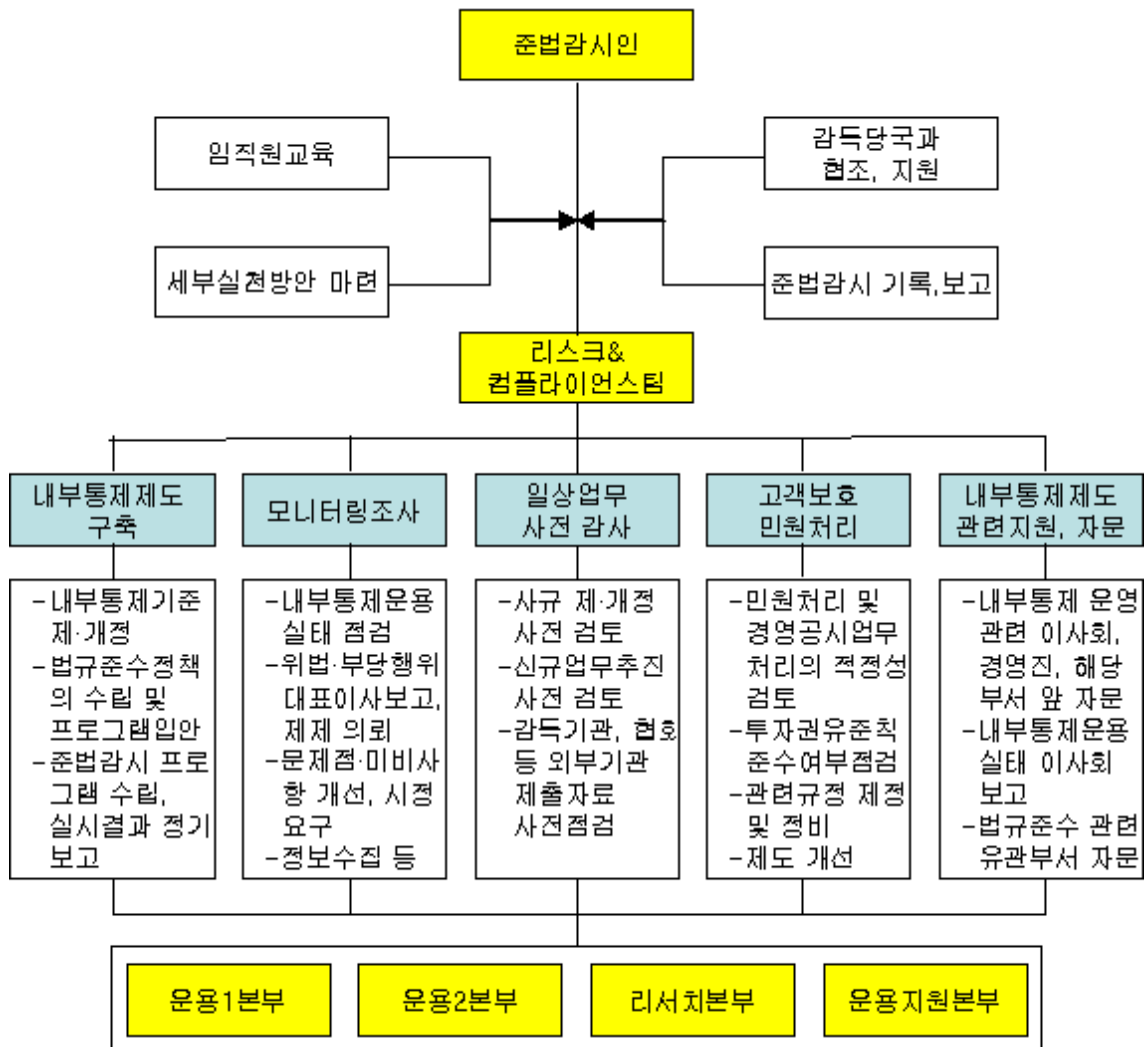 준법감시인
임직원교육
감득당국과
협조, 지원
세부실천방안 마련
준법감시 기록,보고
리스크&
컴플라이언스팀
내부통제제도
구축
모니터링조사
일상업무
사전 감사
고객보호
민원처리
내부통제제도
관련지원, 자문
-내부통제기준
제·개정
-법규준수정책
의 수립 및
프로그램입안
-준법감시 프로
그램 수립,
실시결과 정기
보고
-내부통제운용
실태 점검
-위법·부당행위
대표이사보고,
제제 의뢰
-문제점·미비사
항 개선, 시정
요구
-정보수집 등
-사규 제·개정
사전 검토
-신규업무추진
사전 검토
-감득기관, 협호
등 외부기관
제출자료
사전점검
-민원처리 및
경영공시업무
처리의 적정성
검토
-투자권유준칙
준수여부점검
-관련규정 제정
및 정비
-제도 개선
-내부통제 운영
관련 이사회,
경영진, 해당
부서 앞 자문
-내부통제운용
실태 이사회
보고
-법규준수 관련
유관부서 자문
운용1본부
운용2본부
리서치본부
운용지원본부